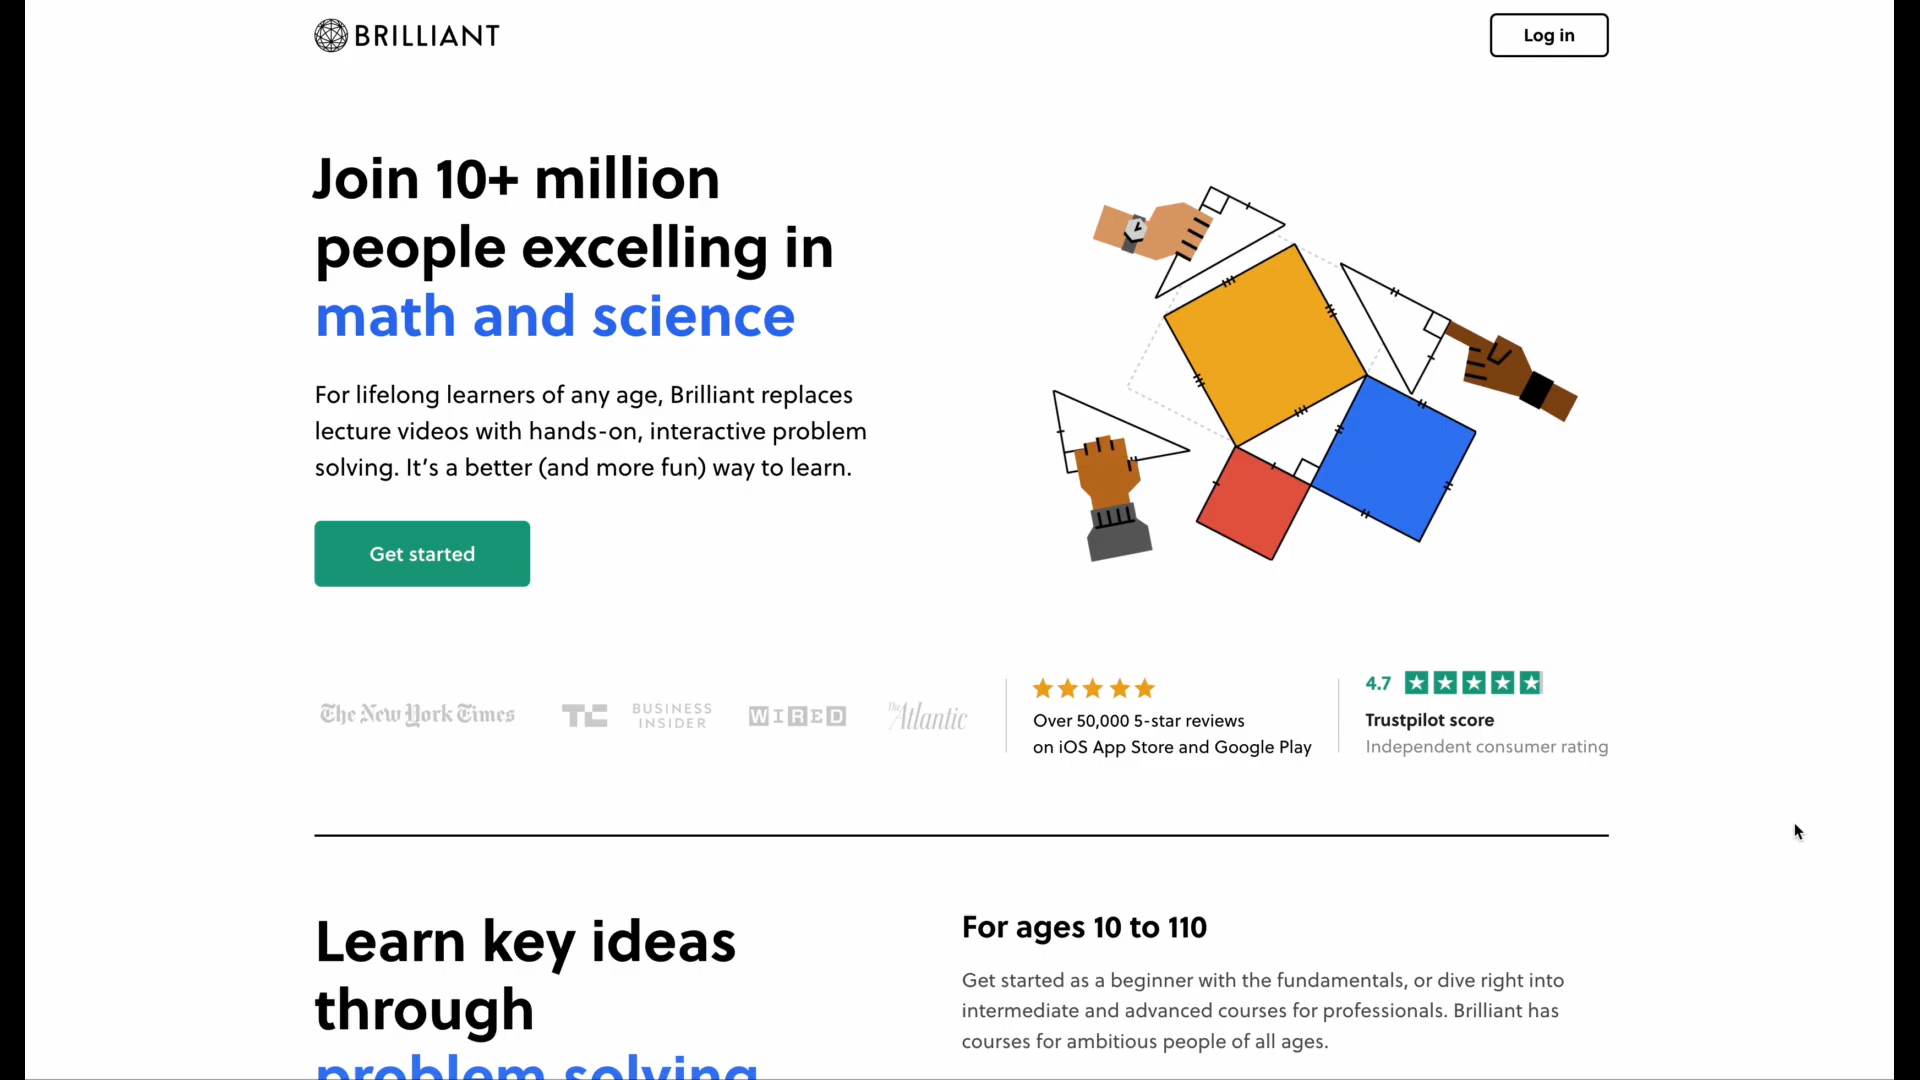 BRILLIANT
Log in
Join 10+ million
people excelling in
math and science
For lifelong learners of any age, Brilliant replaces
lecture videos with hands-on, interactive problem
solving. It’s a better (and more fun) way to learn.
Get started
The New York Times
TC
BUSINESS
INSIDER
WIRED
The Atlantic
Over 50,000 5-star reviews
on iOS App Store and Google Play
4.7
Trustpilot score
Independent consumer rating
Learn key ideas
through
problem solving
For ages 10 to 110
Get started as a beginner with the fundamentals, or dive right into
intermediate and advanced courses for professionals. Brilliant has
courses for ambitious people of all ages.